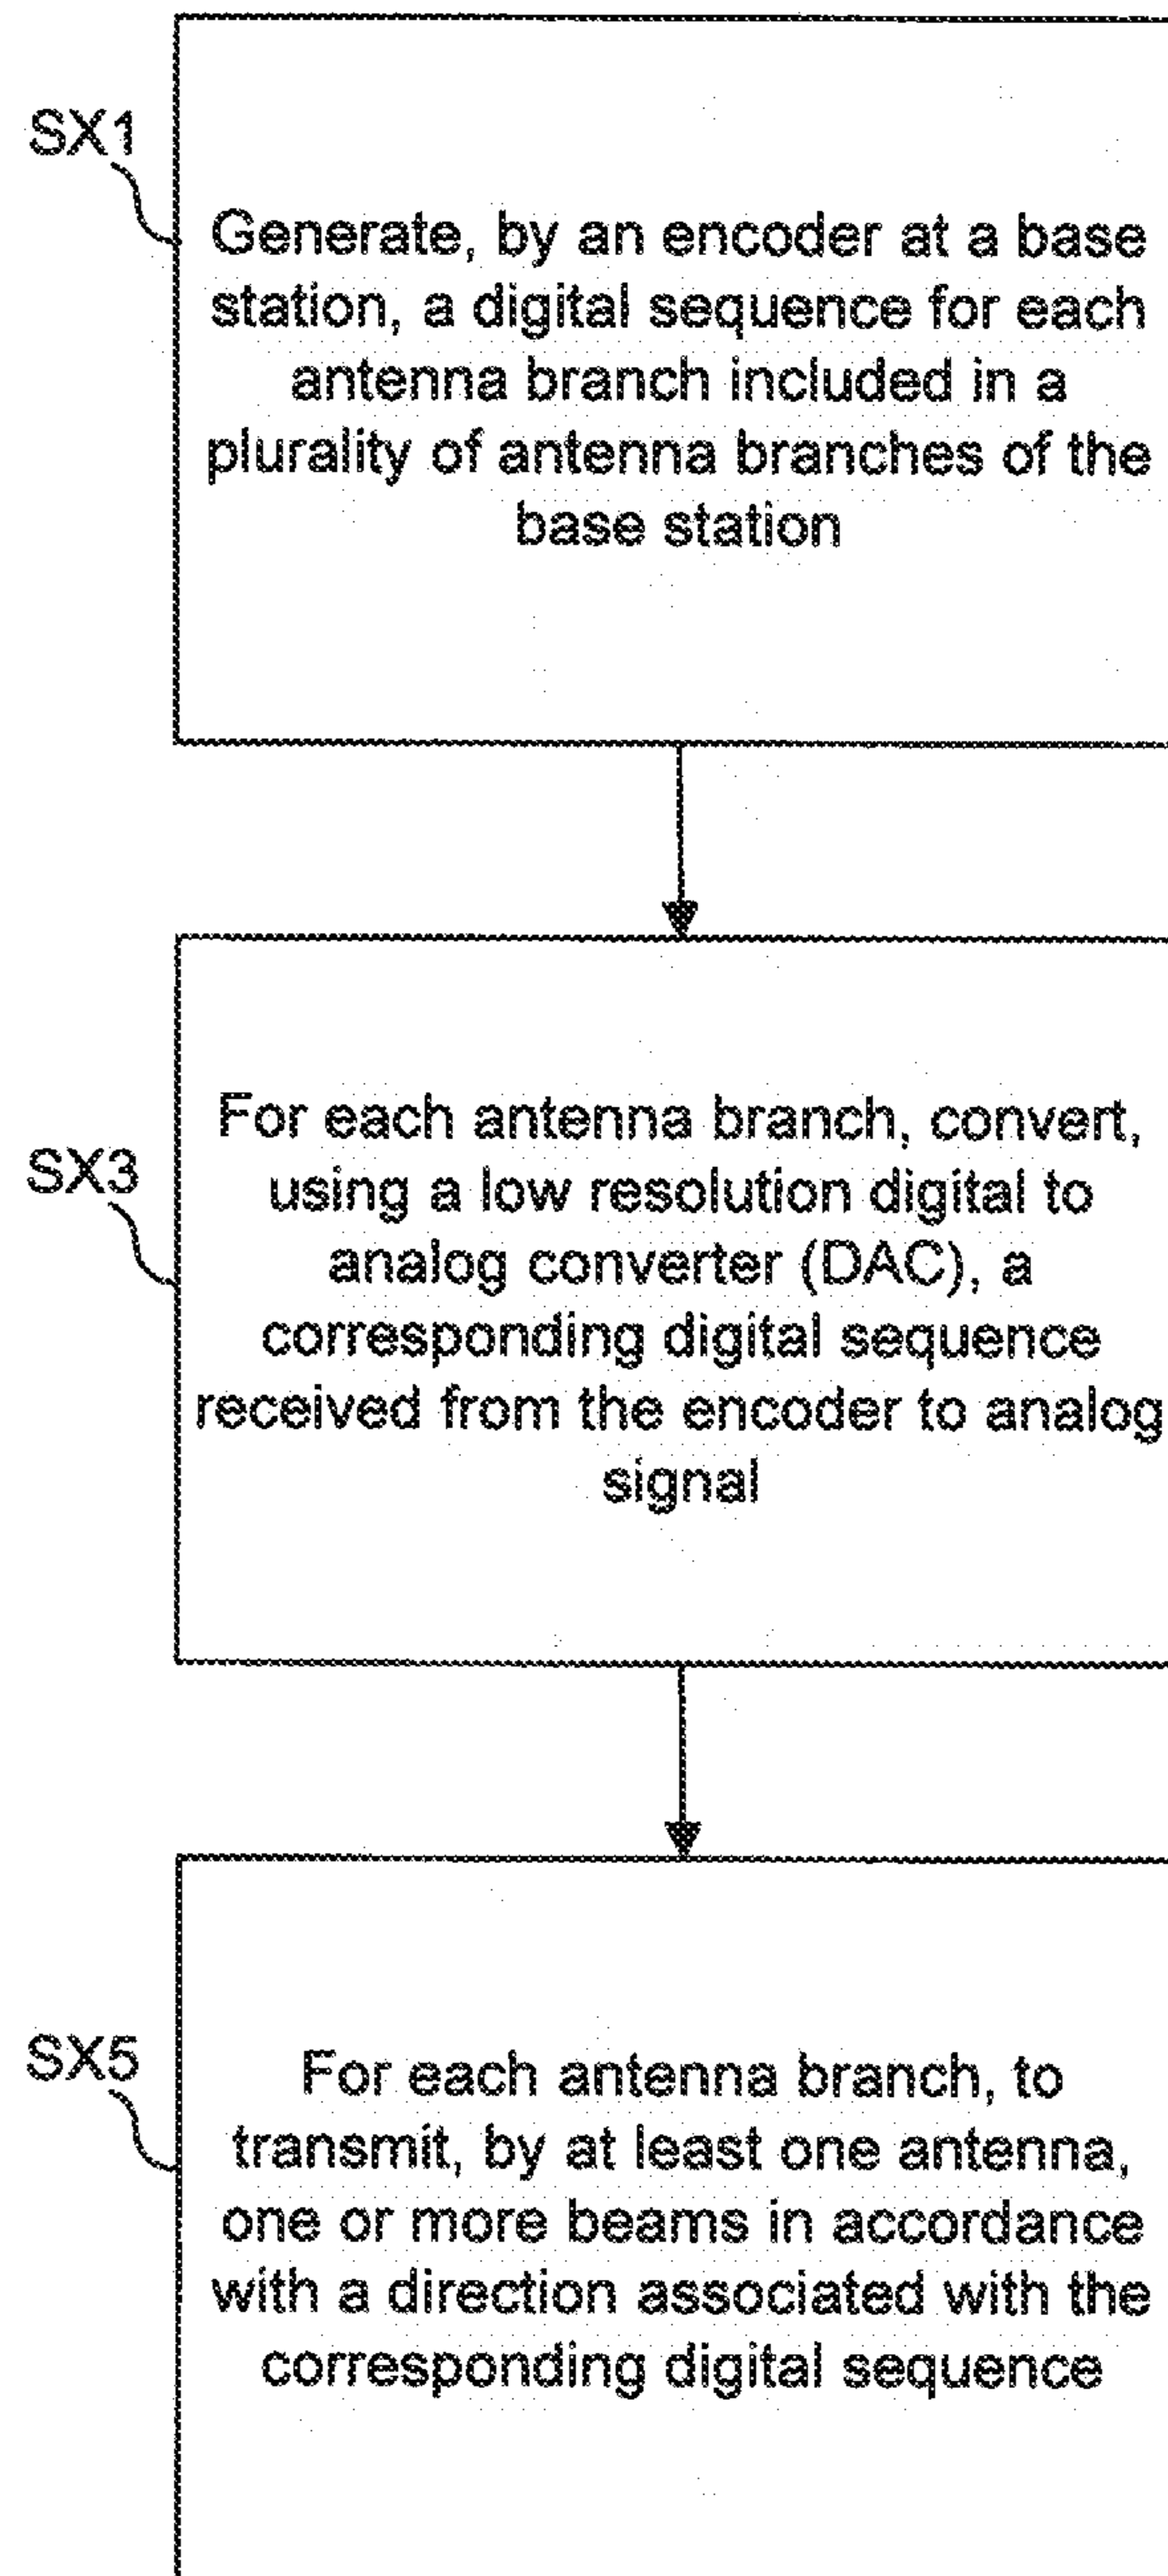 SX1
Generate, by an encoder at a base
station, a digital sequence for each
antenna branch included in a
plurality of antenna branches of the
base station
SX3
For each antenna branch, convert,
using a low resolution digital to
analog converter (DAC), a
corresponding digital sequence
received from the encoder to analog
signal
SX5
For each antenna branch, to
transmit, by at least one antenna,
one or more beams in accordance
with a direction associated with the
corresponding digital sequence